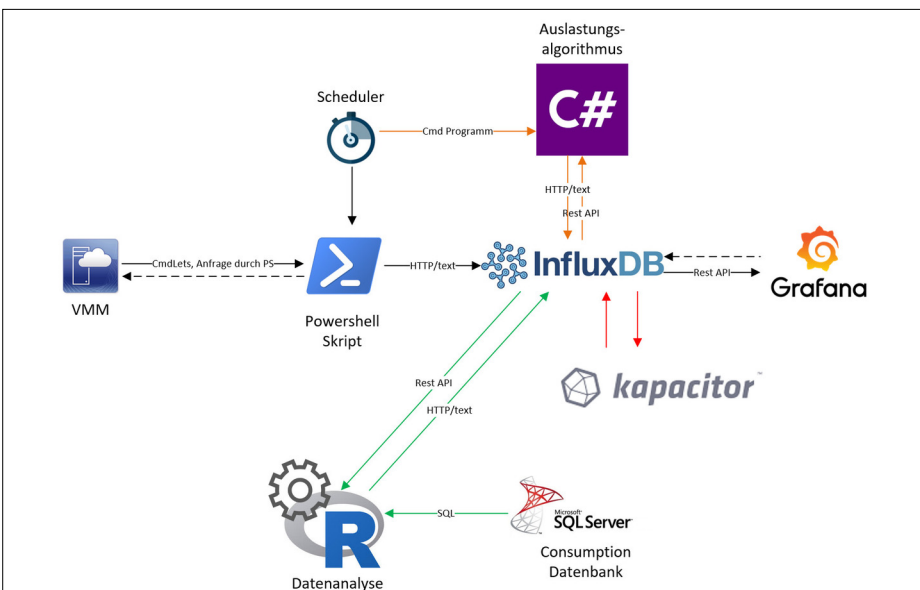 Auslastungs-
algorithmus
C#
Scheduler
Cmd Programm
HTTP/text
Rest API
CmdLets, Anfrage durch PS
HTTP/text
InfluxDB
Rest API
Grafana
VMM
Powershell
Skript
kapacitor™
Rest API
HTTP/text
R
SQL
Microsoft®
SQL Server®
Datenanalyse
Consumption
Datenbank